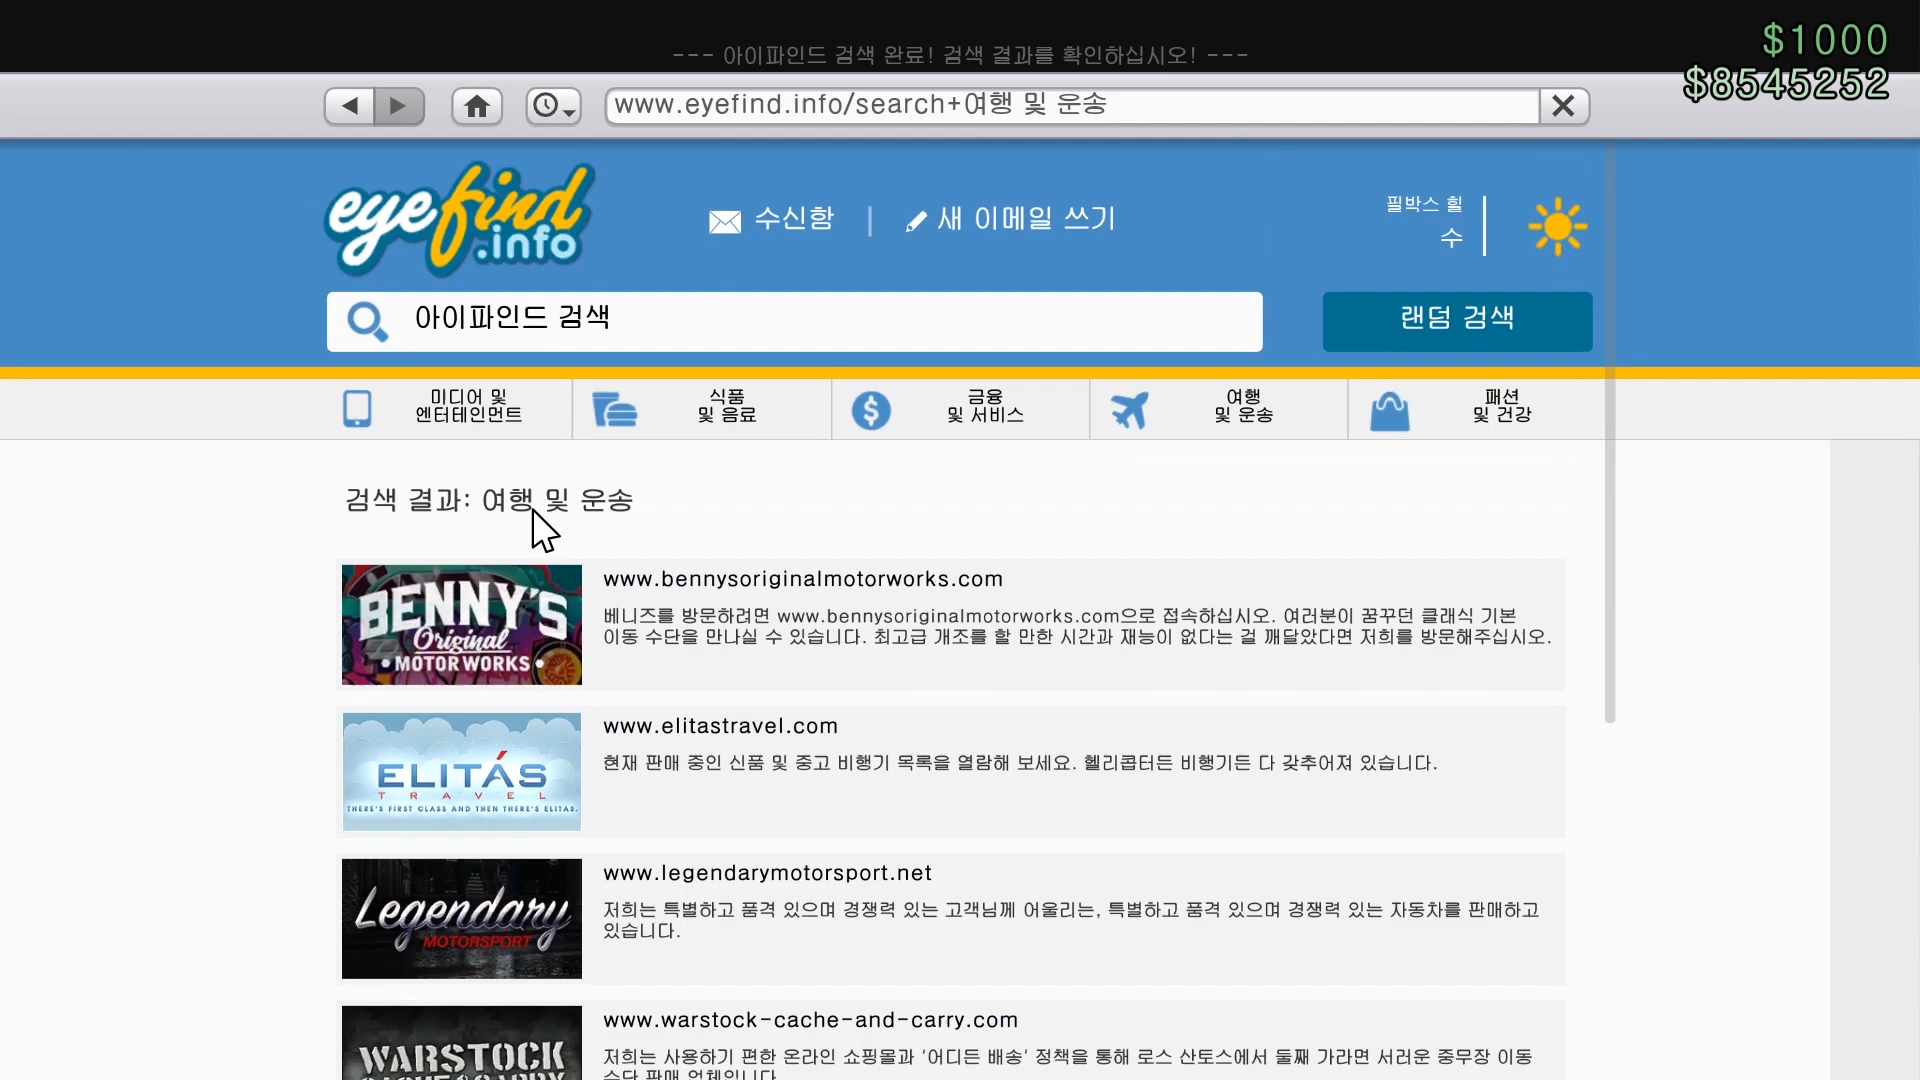 $1000
--- 아이파인드 검색 완료! 검색 결과를 확인하십시오! ---
$8545252
www.eyefind.info/search+여행 및 운송
eyefind
.info
수신함 | 새 이메일 쓰기
필박스 힐
수
아이파인드 검색
랜덤 검색
미디어 및
엔터테인먼트
식품
및 음료
금융
및 서비스
여행
및 운송
패션
및 건강
검색 결과: 여행 및 운송
BENNY'S
Original
MOTOR WORKS
www.bennysoriginalmotorworks.com
베니즈를 방문하려면 www.bennysoriginalmotorworks.com으로 접속하십시오. 여러분이 꿈꾸던 클래식 기본
이동 수단을 만나실 수 있습니다. 최고급 개조를 할 만한 시간과 재능이 없다는 걸 깨달았다면 저희를 방문해주십시오.
ELITÁS
TRAVEL
THERE'S FIRST CLASS AND THEN THERE'S ELITAS.
www.elitastravel.com
현재 판매 중인 신품 및 중고 비행기 목록을 열람해 보세요. 헬리콥터든 비행기든 다 갖추어져 있습니다.
Legendary
MOTORSPORT
www.legendarymotorsport.net
저희는 특별하고 품격 있으며 경쟁력 있는 고객님께 어울리는, 특별하고 품격 있으며 경쟁력 있는 자동차를 판매하고
있습니다.
WARSTOCK
CACHE & CARRY
www.warstock-cache-and-carry.com
저희는 사용하기 편한 온라인 쇼핑몰과 '어디든 배송' 정책을 통해 로스 산토스에서 둘째 가라면 서러운 중무장 이동
수단 판매 업체입니다.